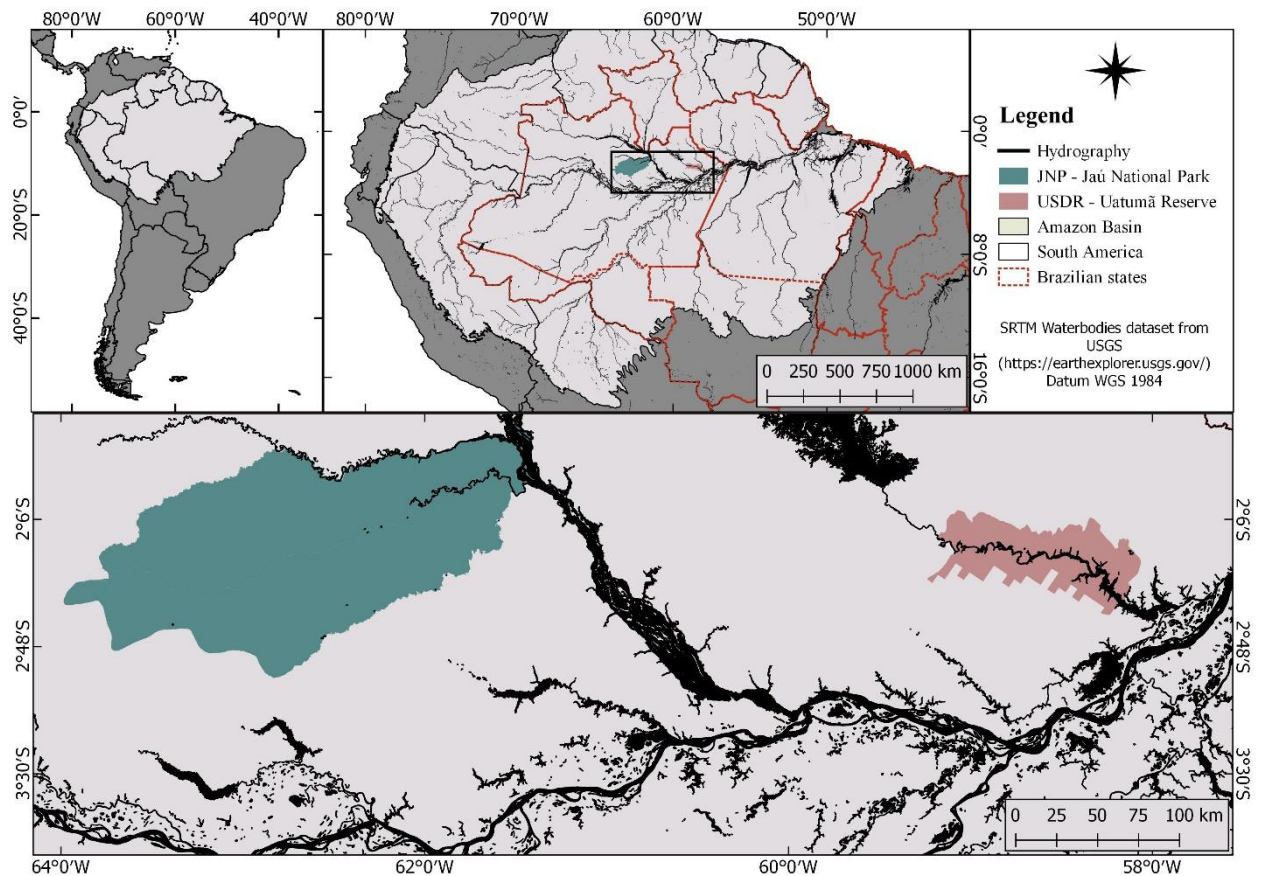 80°0'W 60°0'W 40°0'W
80°0'W 70°0'W 60°0'W 50°0'W
0°0'
20°0'S
40°0'S
0°0'
8°0'S
16°0'S
0 250 500 750 1000 km
Legend
Hydrography
JNP - Jaú National Park
USDR - Uatumã Reserve
Amazon Basin
South America
Brazilian states
SRTM Waterbodies dataset from
USGS
(https://earthexplorer.usgs.gov/)
Datum WGS 1984
2°6'S
2°48'S
3°30'S
2°6'S
2°48'S
3°30'S
0 25 50 75 100 km
64°0'W 62°0'W 60°0'W 58°0'W